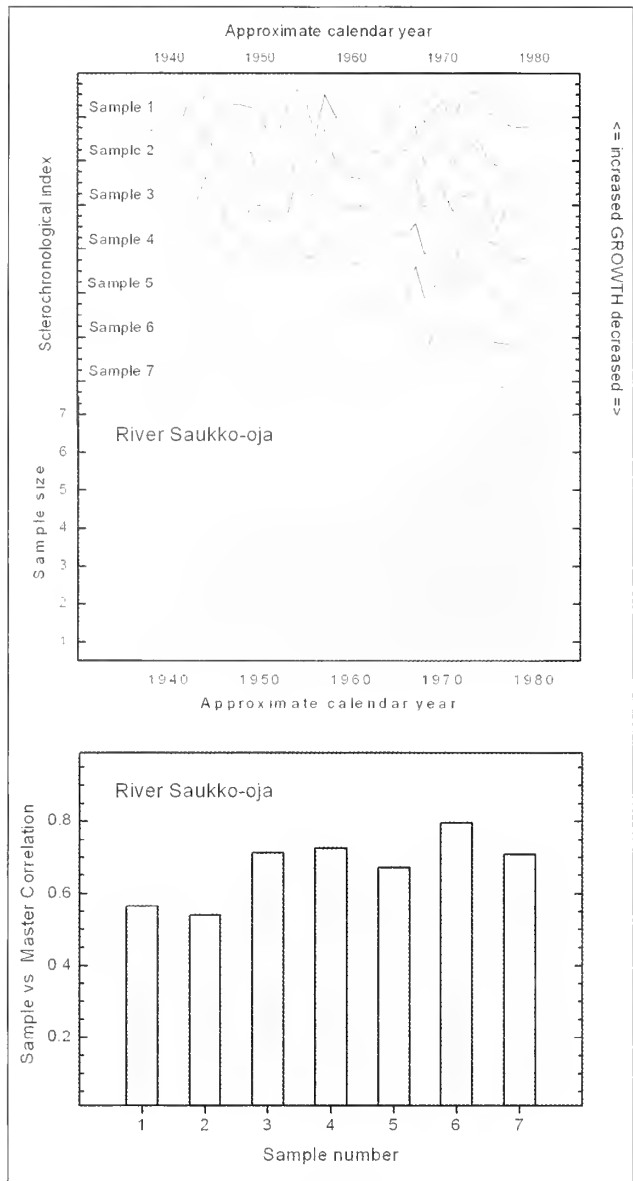 Approximate calendar year
1940 1950 1960 1970 1980
Sclerochronological index
Sample 1
Sample 2
Sample 3
Sample 4
Sample 5
Sample 6
Sample 7
<= increased GROWTH decreased =>
River Saukko-oja
Sample size
7
6
5
4
3
2
1
1940 1950 1960 1970 1980
Approximate calendar year
River Saukko-oja
Sample vs Master Correlation
0.8
0.6
0 4
0.2
1 2 3 4 5 6 7
Sample number